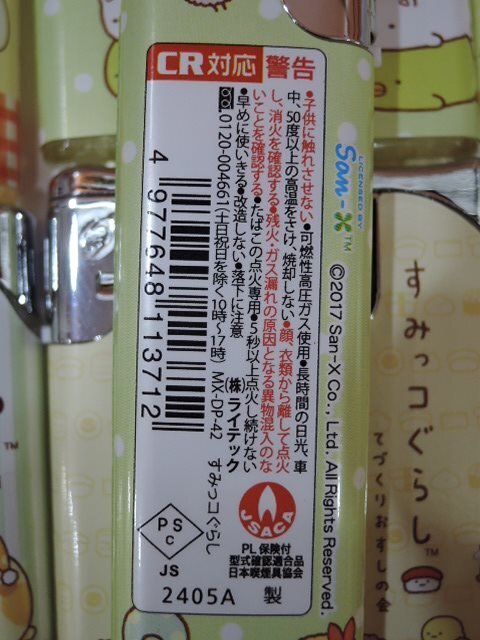 CR対応 警告
●子供に触れさせない●可燃性高圧ガス使用●長時間の日光、車
中、50度以上の高温をさけ、焼却しない●顔、衣類から離して点火
し、消火を確認する●残火・ガス漏れの原因となる異物混入のな
いことを確認する●たばこの点火専用●5秒以上点火し続けない
●早めに使いきる●改造しない●落下に注意
(株)ライテック
0120-004661(土日祝日を除く10時～17時) MX-DP-42 すみっコぐらし
4 977648 113712
PS
C
JS
JSACA
PL保険付
型式確認適合品
日本喫煙具協会
2405A 製
LICENSED BY
San-X™
©2017 San-X Co., Ltd. All Rights Reserved.
すみっコぐらし™
てづくりおすしの会